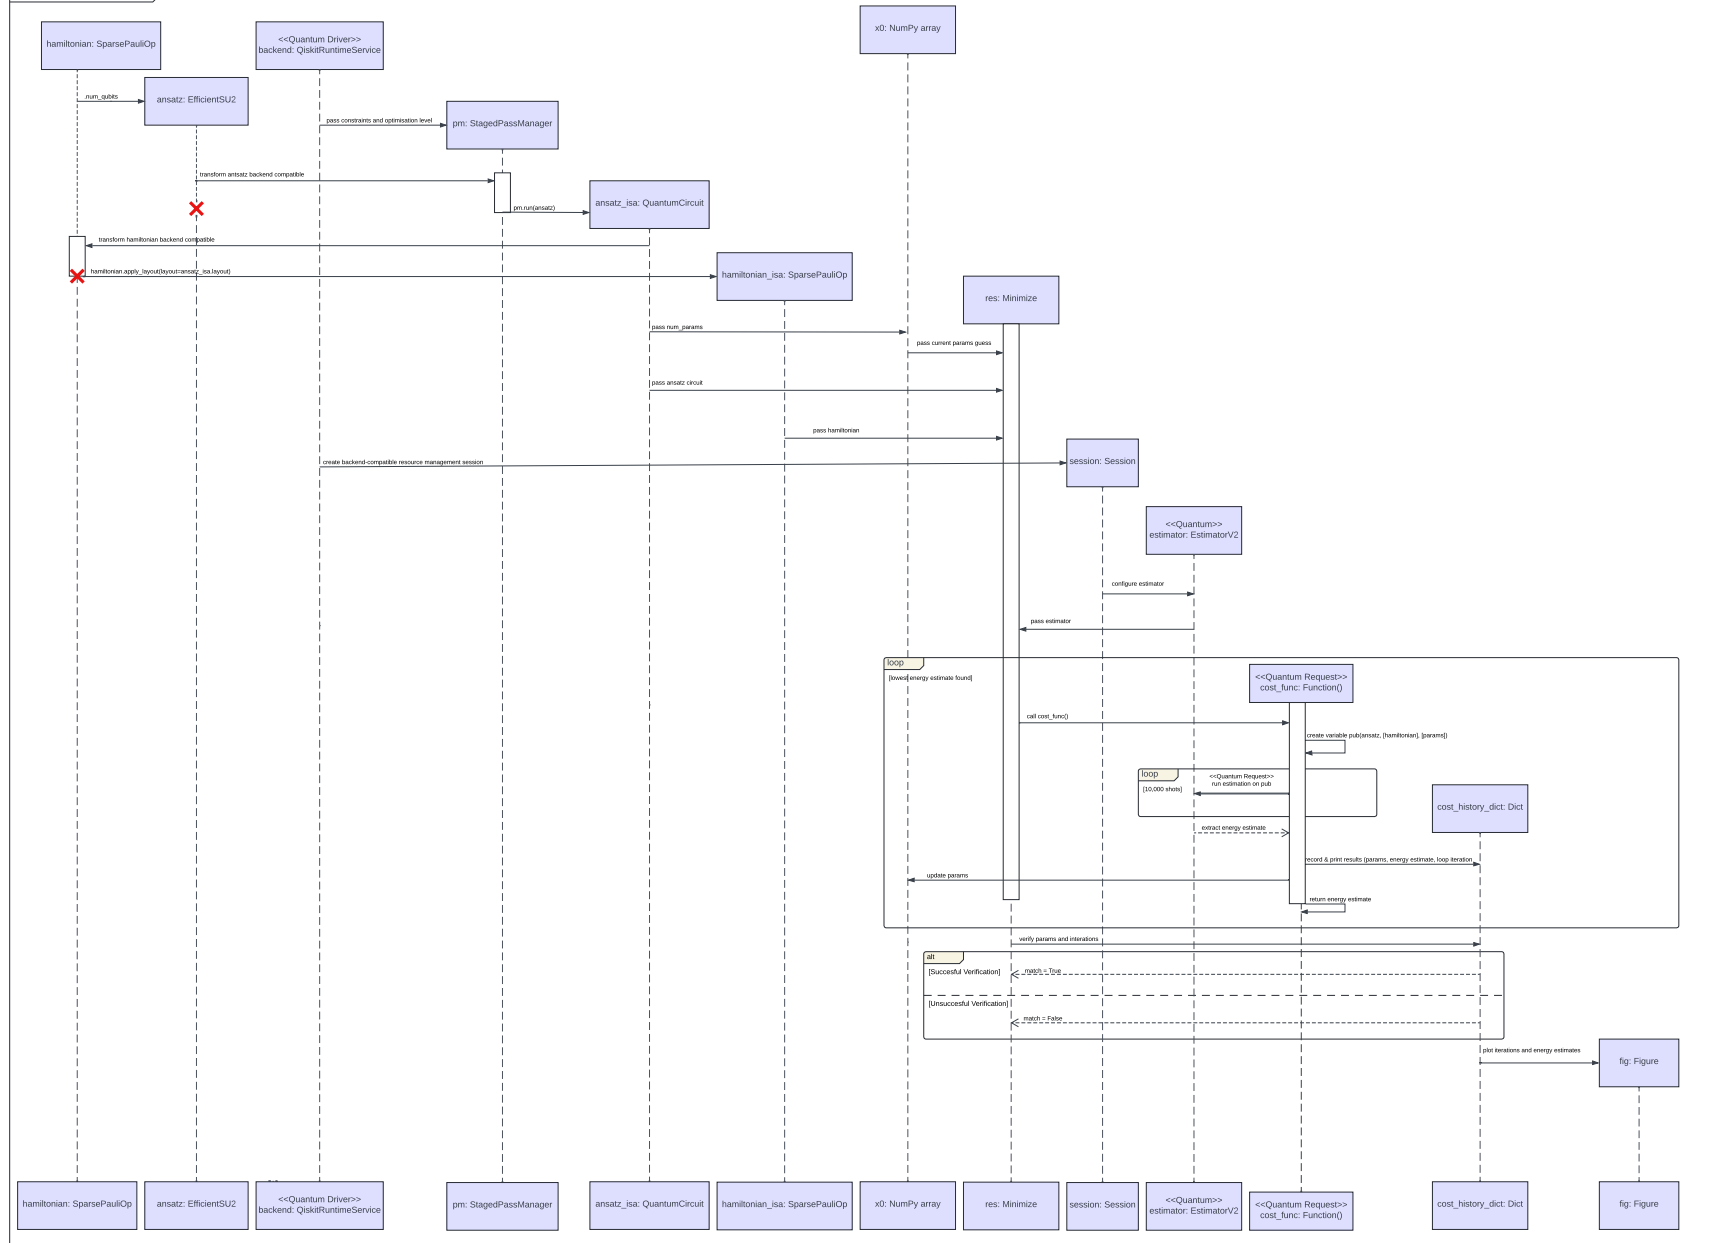 x0: NumPy array
hamiltonian: SparsePauliOp
<<Quantum Driver>>
backend: QiskitRuntimeService
.num_qubits
ansatz: EfficientSU2
pass constraints and optimisation level
pm: StagedPassManager
transform antsatz backend compatible
ansatz_isa: QuantumCircuit
pm.run(ansatz)
transform hamiltonian backend compatible
hamiltonian.apply_layout(layout=ansatz_isa.layout)
hamiltonian_isa: SparsePauliOp
res: Minimize
pass num_params
pass current params guess
pass ansatz circuit
pass hamiltonian
create backend-compatible resource management session
session: Session
<<Quantum>>
estimator: EstimatorV2
configure estimator
pass estimator
loop
[lowest energy estimate found]
<<Quantum Request>>
cost_func: Function()
call cost_func()
create variable pub(ansatz, [hamiltonian], [params])
loop
[10,000 shots]
<<Quantum Request>>
run estimation on pub
cost_history_dict: Dict
extract energy estimate
record & print results (params, energy estimate, loop iteration
update params
return energy estimate
verify params and interations
alt
[Succesful Verification]
match = True
[Unsuccesful Verification]
match = False
plot iterations and energy estimates
fig: Figure
hamiltonian: SparsePauliOp
ansatz: EfficientSU2
<<Quantum Driver>>
backend: QiskitRuntimeService
pm: StagedPassManager
ansatz_isa: QuantumCircuit
hamiltonian_isa: SparsePauliOp
x0: NumPy array
res: Minimize
session: Session
<<Quantum>>
estimator: EstimatorV2
<<Quantum Request>>
cost_func: Function()
cost_history_dict: Dict
fig: Figure